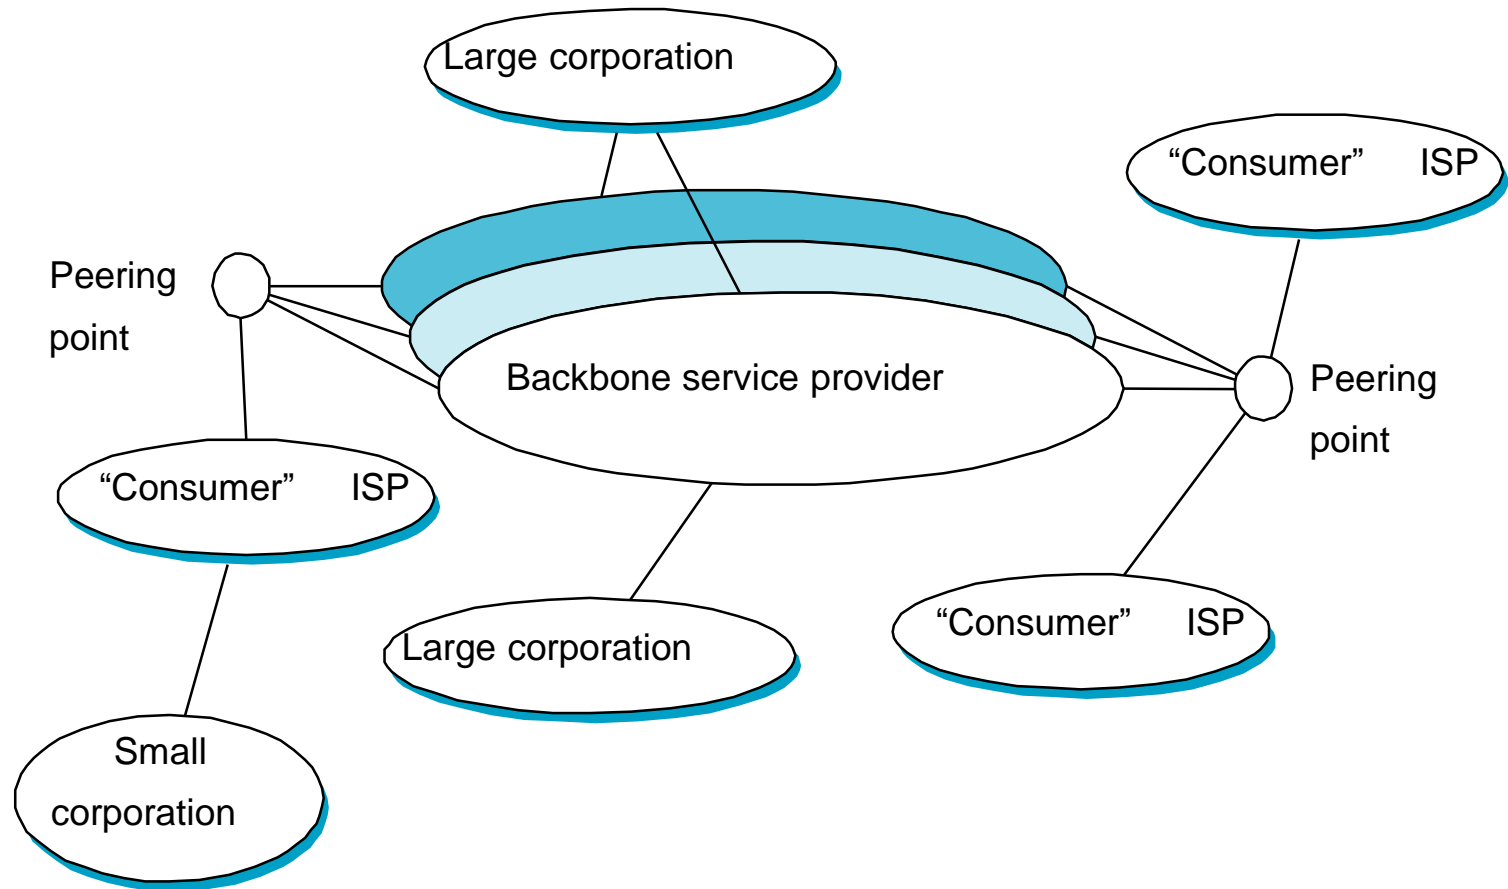 Large corporation
“Consumer” ISP
Peering
point
Backbone service provider
Peering
point
“Consumer” ISP
“Consumer” ISP
Large corporation
Small
corporation